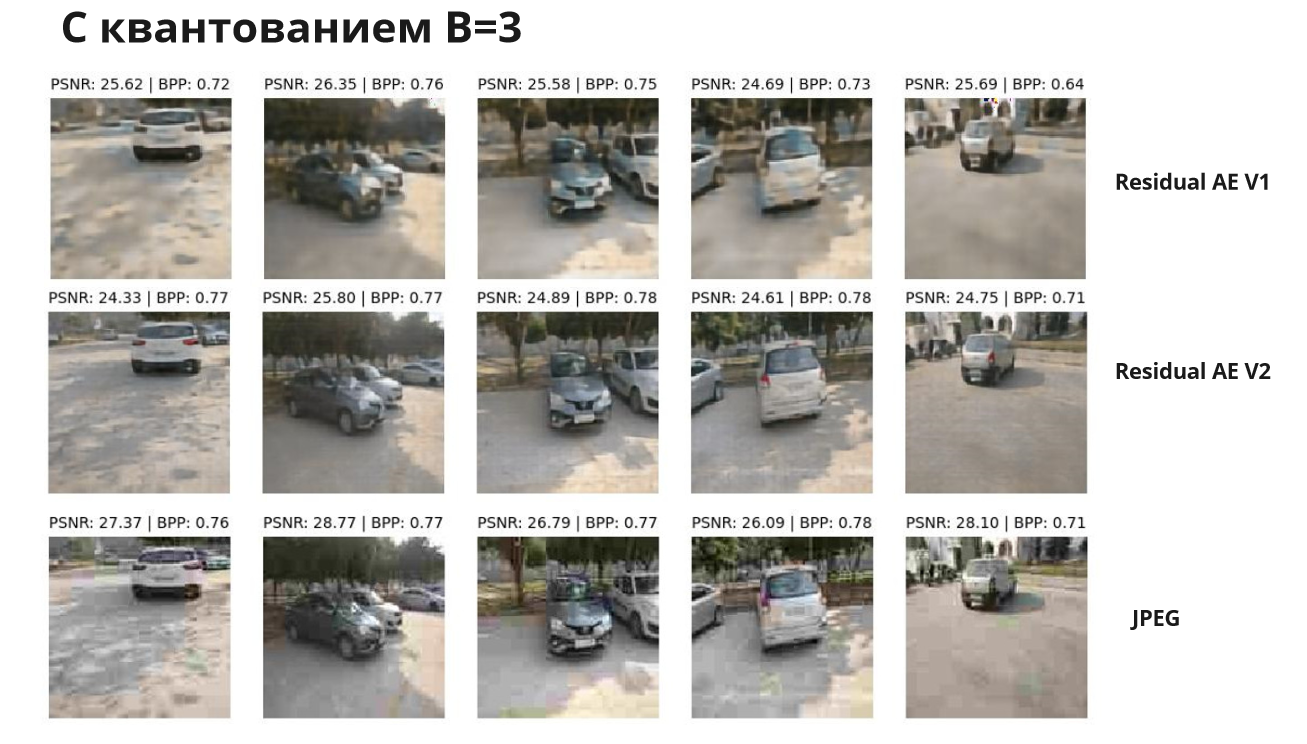 С квантованием B=3
PSNR: 25.62 | BPP: 0.72
PSNR: 26.35 | BPP: 0.76
PSNR: 25.58 | BPP: 0.75
PSNR: 24.69 | BPP: 0.73
PSNR: 25.69 | BPP: 0.64
Residual AE V1
PSNR: 24.33 | BPP: 0.77
PSNR: 25.80 | BPP: 0.77
PSNR: 24.89 | BPP: 0.78
PSNR: 24.61 | BPP: 0.78
PSNR: 24.75 | BPP: 0.71
Residual AE V2
PSNR: 27.37 | BPP: 0.76
PSNR: 28.77 | BPP: 0.77
PSNR: 26.79 | BPP: 0.77
PSNR: 26.09 | BPP: 0.78
PSNR: 28.10 | BPP: 0.71
JPEG